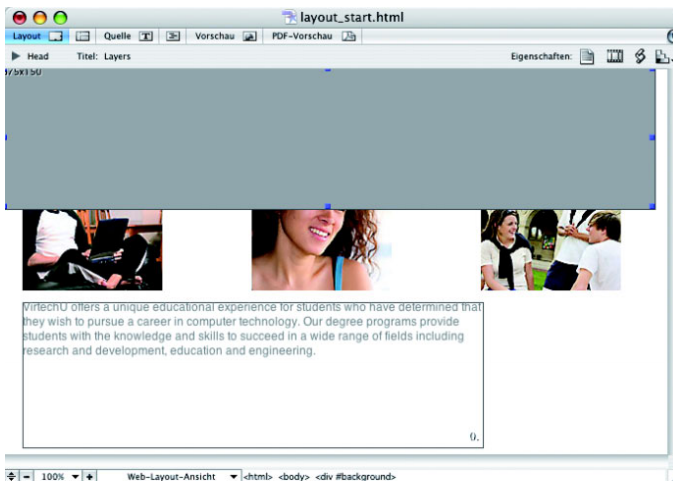 layout_start.html
Layout Quelle Vorschau PDF-Vorschau
Head Titel: Layers Eigenschaften:
VirtechU offers a unique educational experience for students who have determined that
they wish to pursue a career in computer technology. Our degree programs provide
students with the knowledge and skills to succeed in a wide range of fields including
research and development, education and engineering.
100% Web-Layout-Ansicht <html> <body> <div #background>